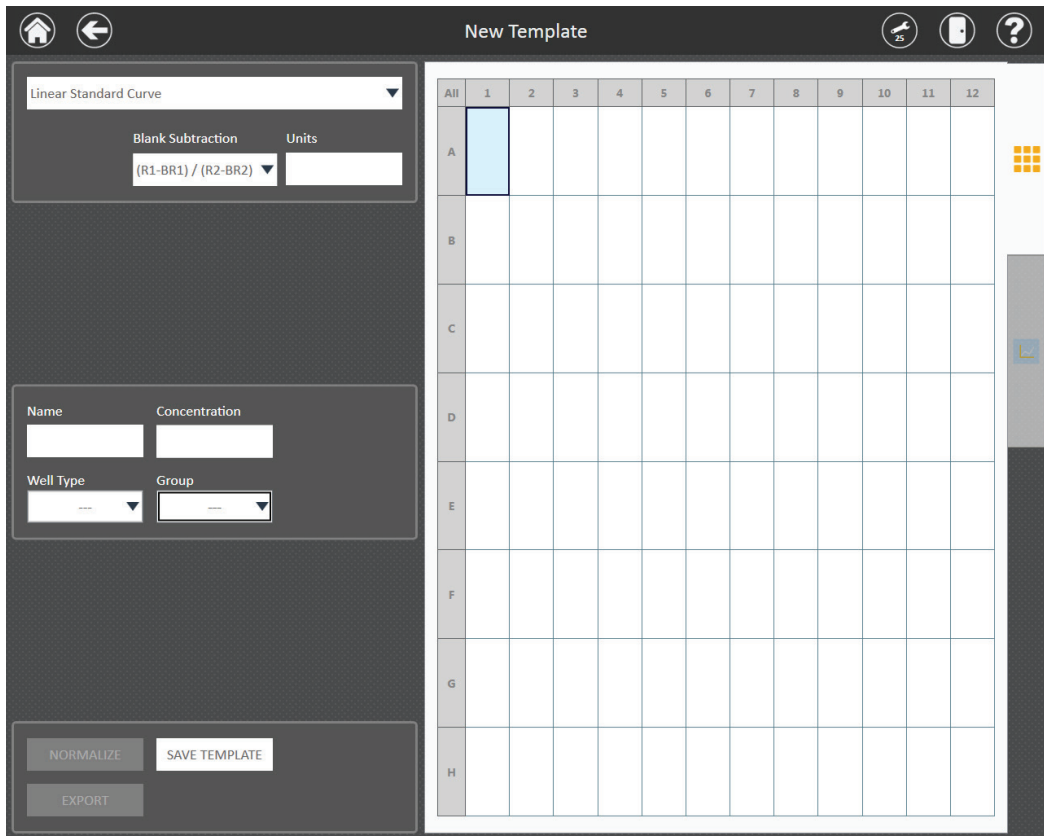 New Template
25
?
Linear Standard Curve
Blank Subtraction Units
(R1-BR1) / (R2-BR2)
All 1 2 3 4 5 6 7 8 9 10 11 12
A
B
C
D
E
F
G
H
Name Concentration
Well Type Group
--- ---
NORMALIZE SAVE TEMPLATE
EXPORT